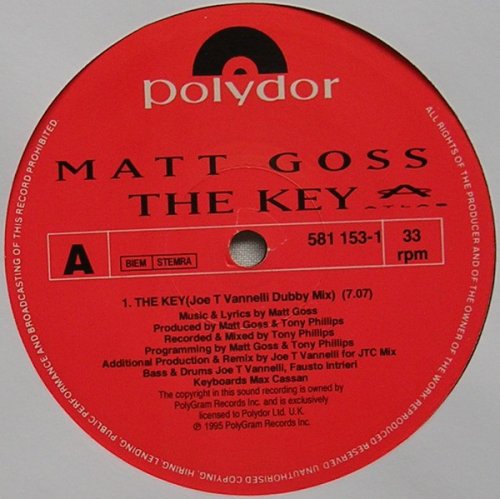 polydor
MATT GOSS
THE KEY
ATLAS
A
BIEM STEMRA
581 153-1
33
rpm
1. THE KEY(Joe T Vannelli Dubby Mix) (7.07)
Music & Lyrics by Matt Goss
Produced by Matt Goss & Tony Phillips
Recorded & Mixed by Tony Phillips
Programming by Matt Goss & Tony Phillips
Additional Production & Remix by Joe T Vannelli for JTC Mix
Bass & Drums Joe T Vannelli, Fausto Intrieri
Keyboards Max Cassan
The copyright in this sound recording is owned by
PolyGram Records Inc. and is exclusively
licensed to Polydor Ltd. U.K.
℗ 1995 PolyGram Records Inc.
ALL RIGHTS OF THE PRODUCER AND OF THE OWNER OF THE WORK REPRODUCED RESERVED UNAUTHORISED COPYING, HIRING, LENDING, PUBLIC PERFORMANCE AND BROADCASTING OF THIS RECORD PROHIBITED